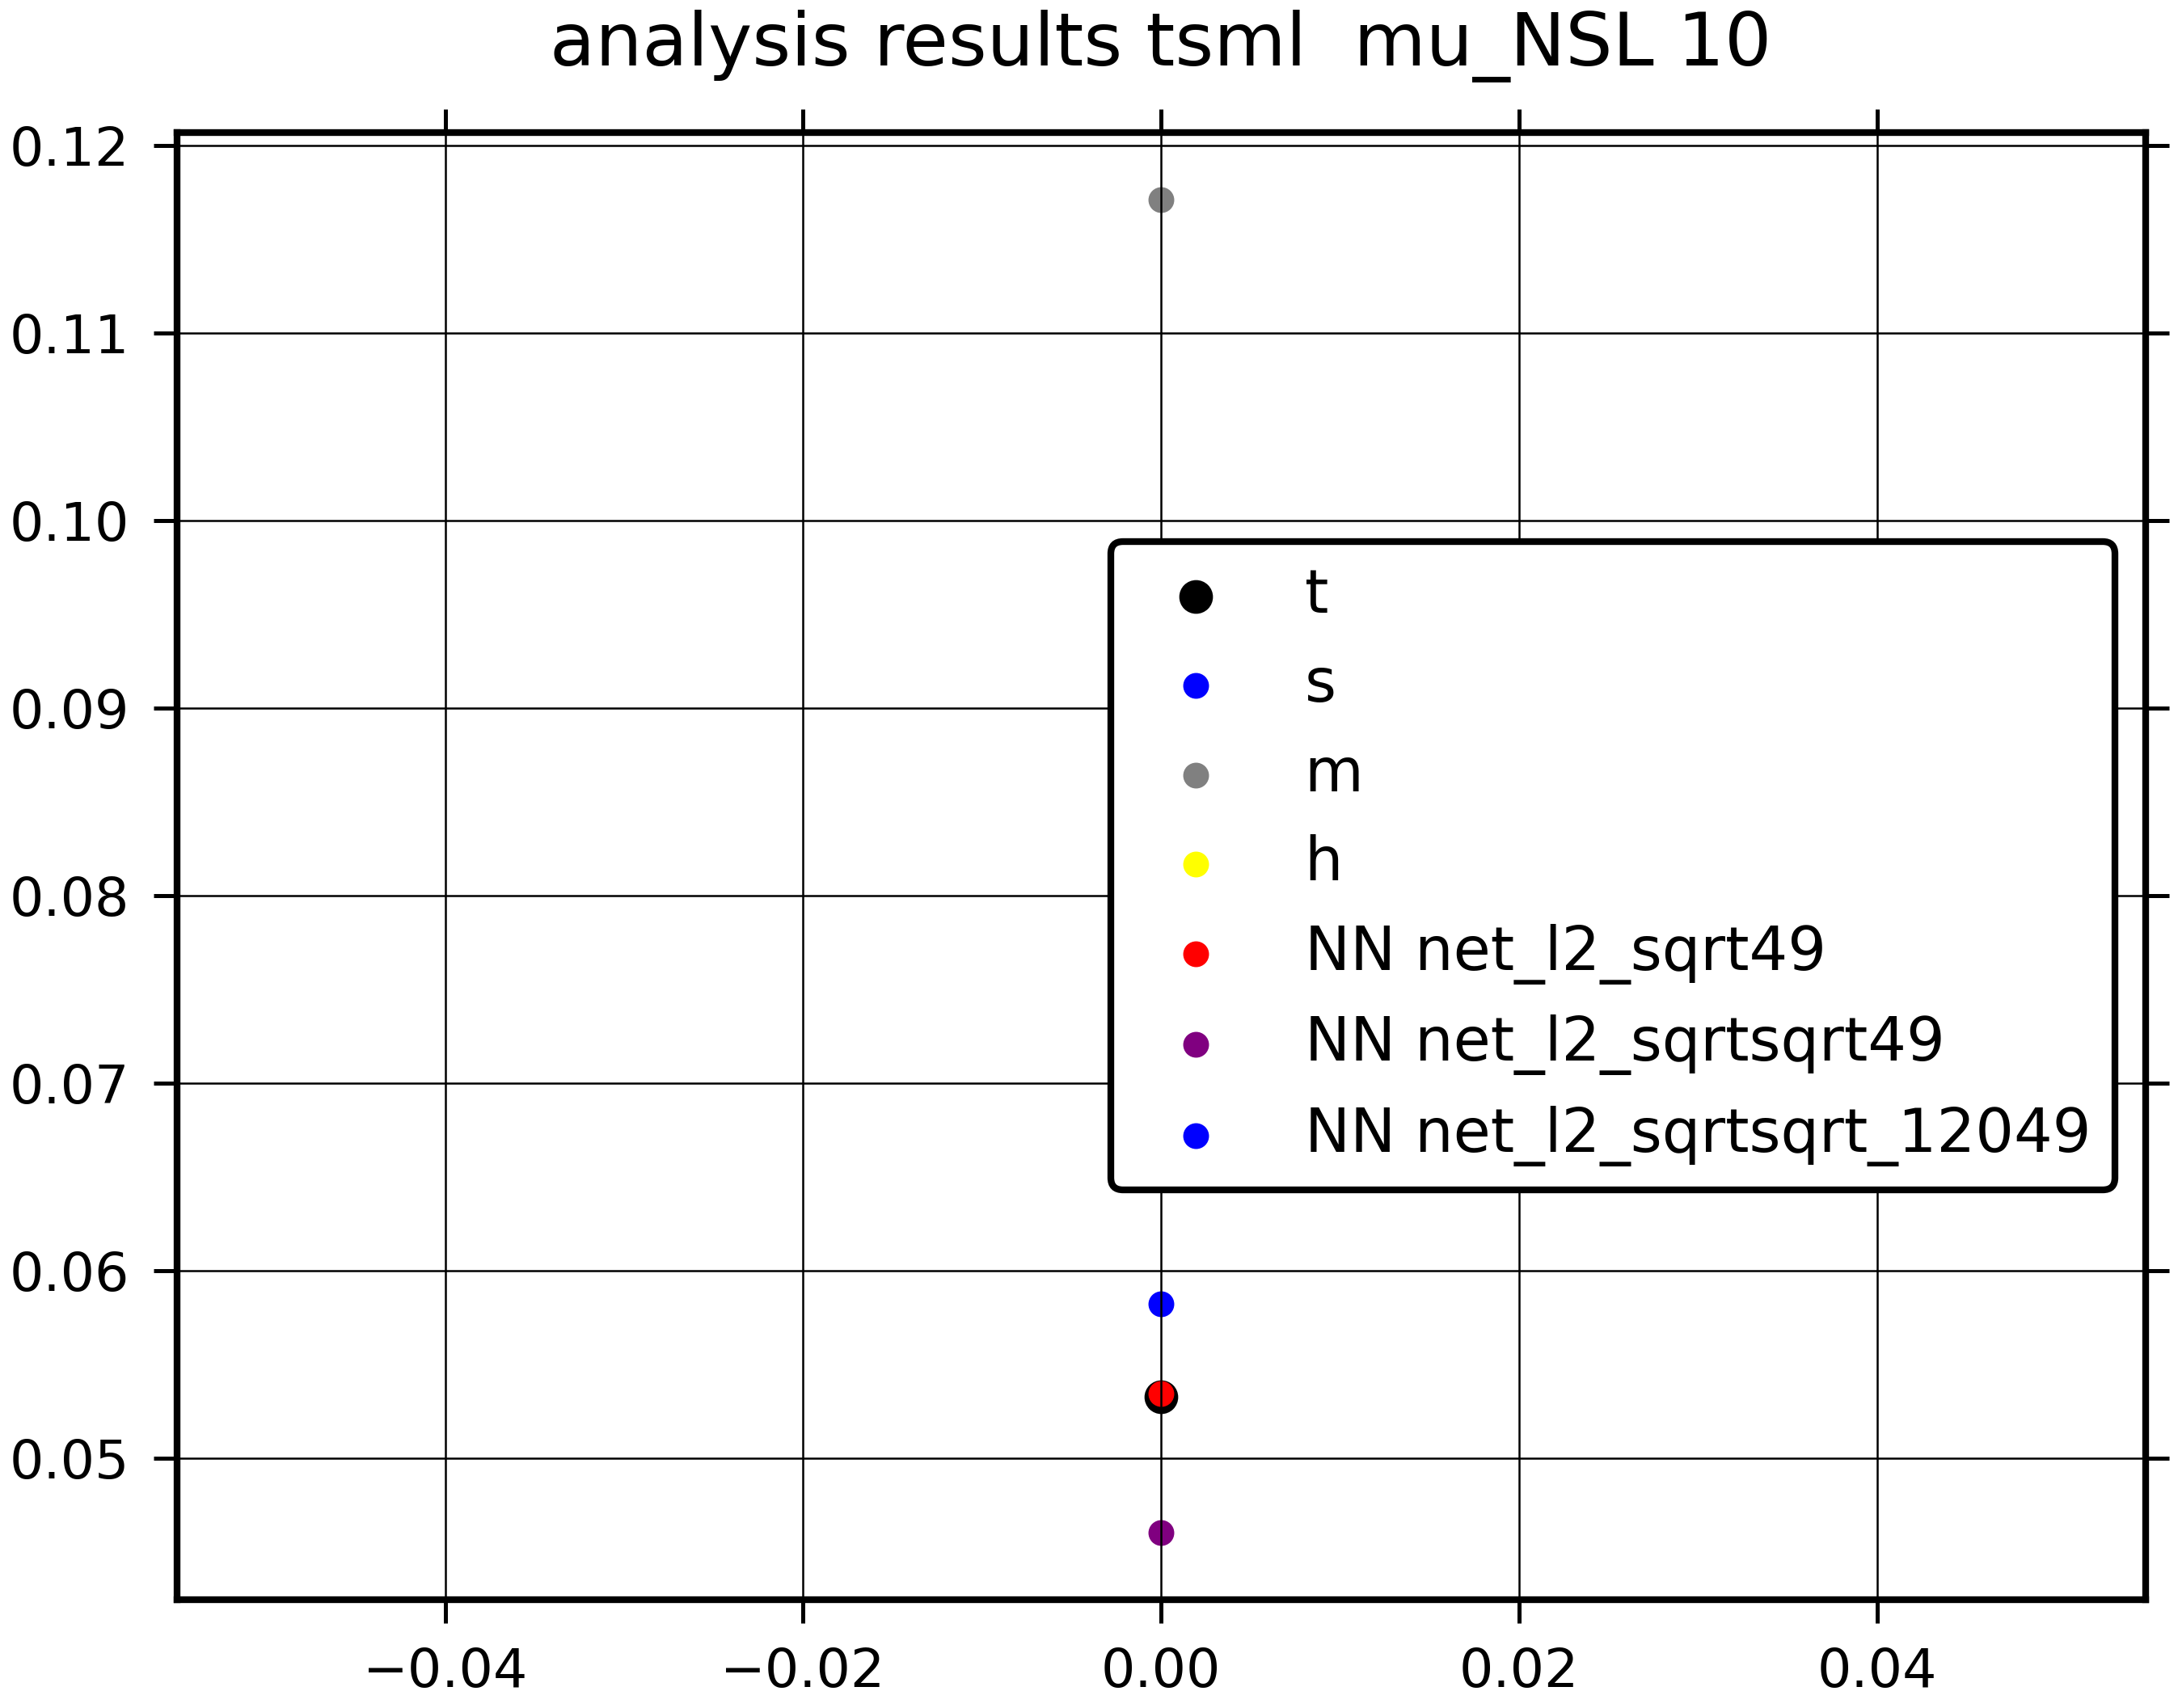 analysis results tsml  mu_NSL 10
0.12
0.11
0.10
0.09
0.08
0.07
0.06
0.05
t
s
m
h
NN net_l2_sqrt49
NN net_l2_sqrtsqrt49
NN net_l2_sqrtsqrt_12049
−0.04 −0.02 0.00 0.02 0.04